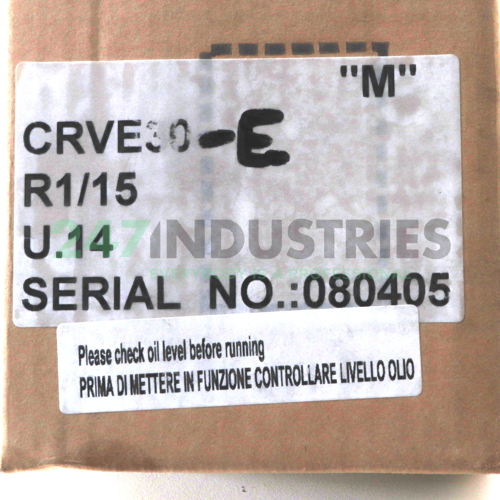 "M"
CRVE30-E
R1/15
U.14
247INDUSTRIES
SERIAL NO.:080405
Please check oil level before running
PRIMA DI METTERE IN FUNZIONE CONTROLLARE LIVELLO OLIO